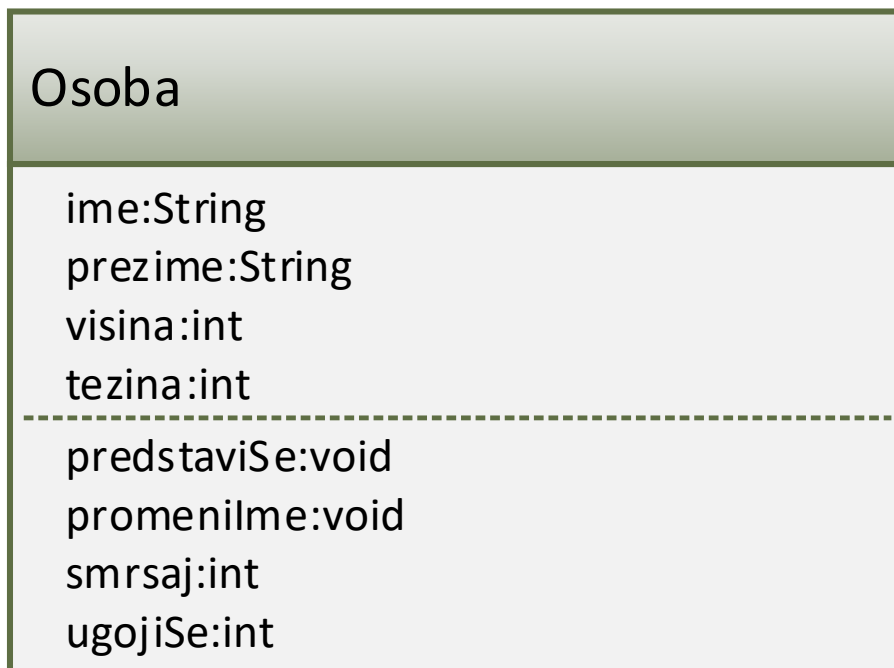 Osoba
ime:String
prezime:String
visina:int
tezina:int
predstaviSe:void
promeniIme:void
smrsaj:int
ugojiSe:int